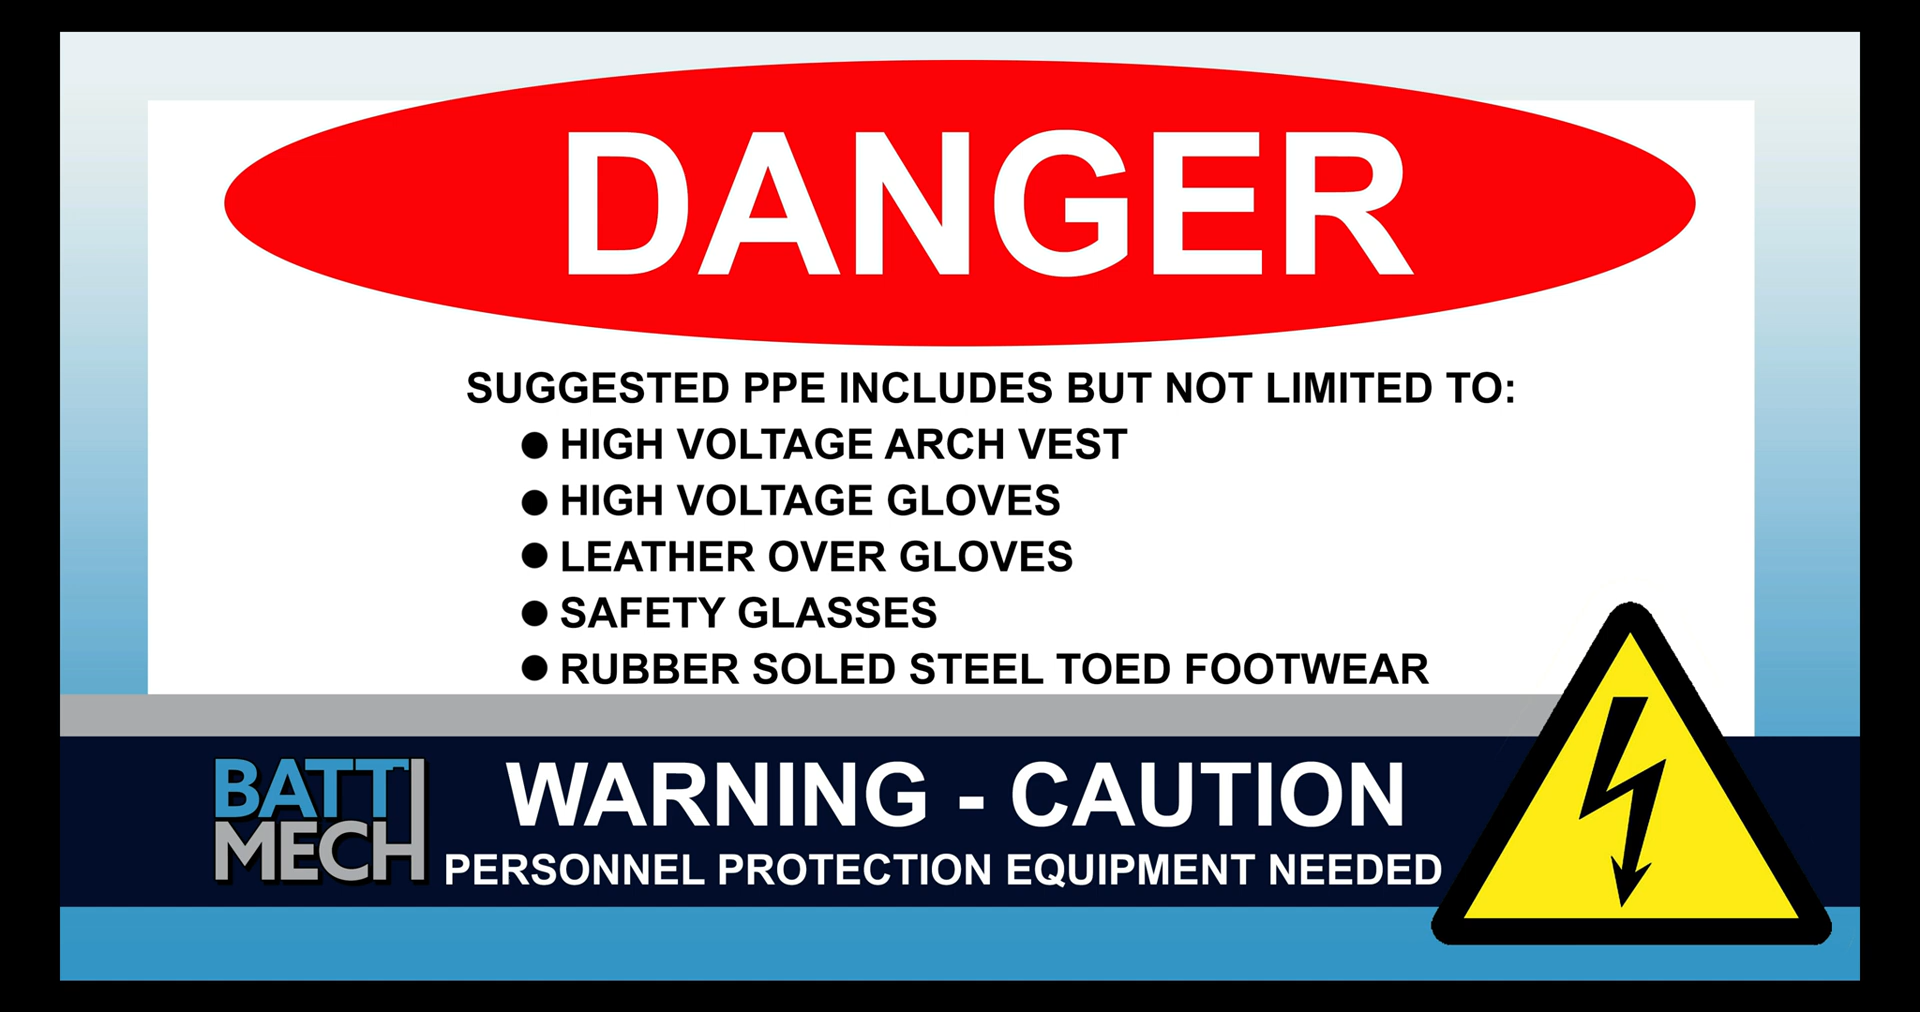 DANGER
SUGGESTED PPE INCLUDES BUT NOT LIMITED TO:
● HIGH VOLTAGE ARCH VEST
● HIGH VOLTAGE GLOVES
● LEATHER OVER GLOVES
● SAFETY GLASSES
● RUBBER SOLED STEEL TOED FOOTWEAR
BATTI
MECH
WARNING - CAUTION
PERSONNEL PROTECTION EQUIPMENT NEEDED